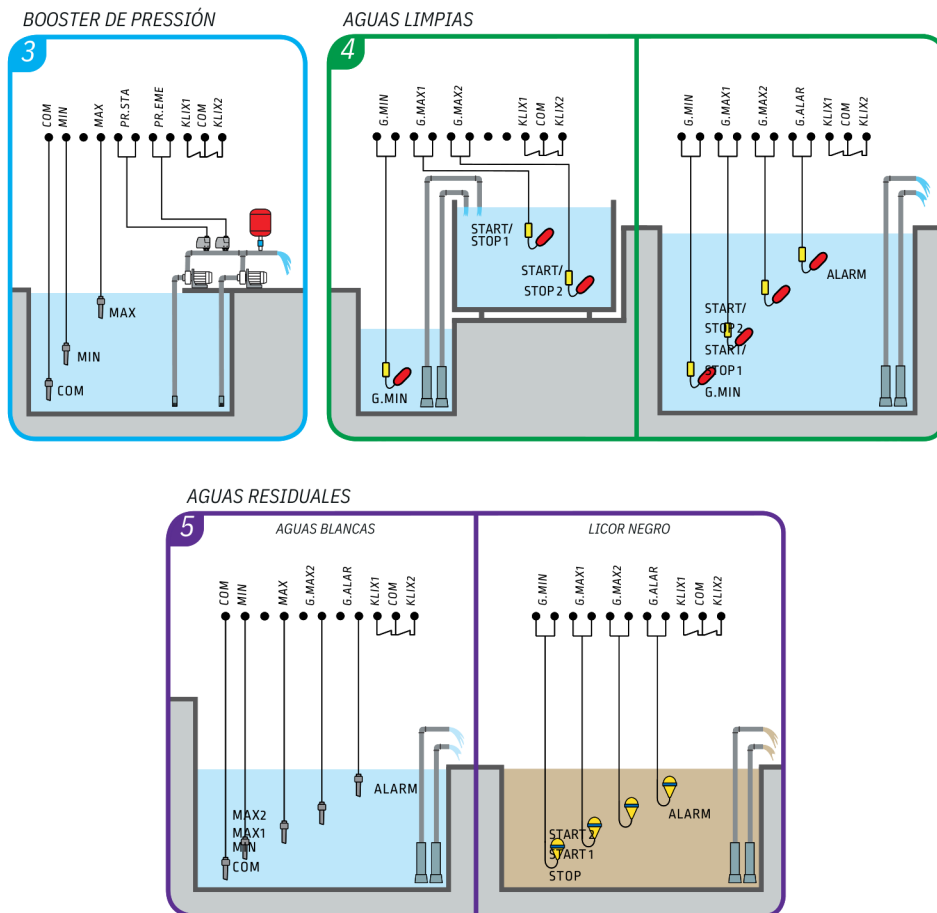 BOOSTER DE PRESSIÓN
3
COM
MIN
MAX
PR.STA
PR.EME
KLIX1
COM
KLIX2
MAX
MIN
COM
AGUAS LIMPIAS
4
G.MIN
G.MAX1
G.MAX2
KLIX1
COM
KLIX2
START/
STOP1
START/
STOP 2
G.MIN
G.MIN
G.MAX1
G.MAX2
G.ALAR
KLIX1
COM
KLIX2
ALARM
START/
STOP 2
START/
STOP1
G.MIN
AGUAS RESIDUALES
5
AGUAS BLANCAS
COM
MIN
MAX
G.MAX2
G.ALAR
KLIX1
COM
KLIX2
ALARM
MAX2
MAX1
MIN
COM
LICOR NEGRO
G.MIN
G.MAX1
G.MAX2
G.ALAR
KLIX1
COM
KLIX2
ALARM
START 2
START 1
STOP